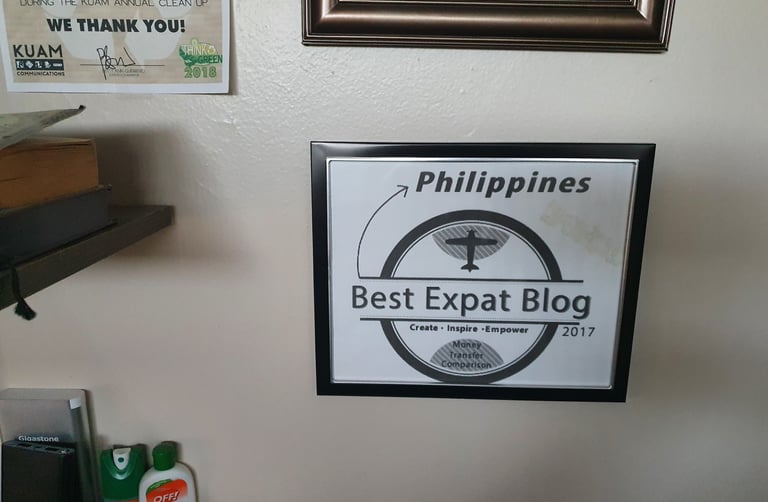 DURING THE KUAM ANNUAL CLEAN UP
WE THANK YOU!
KUAM
COMMUNICATIONS
THINK
GREEN
2018
Philippines
Best Expat Blog
Create · Inspire · Empower
2017
Money
Transfer
Comparison
Gigastone
OFF!